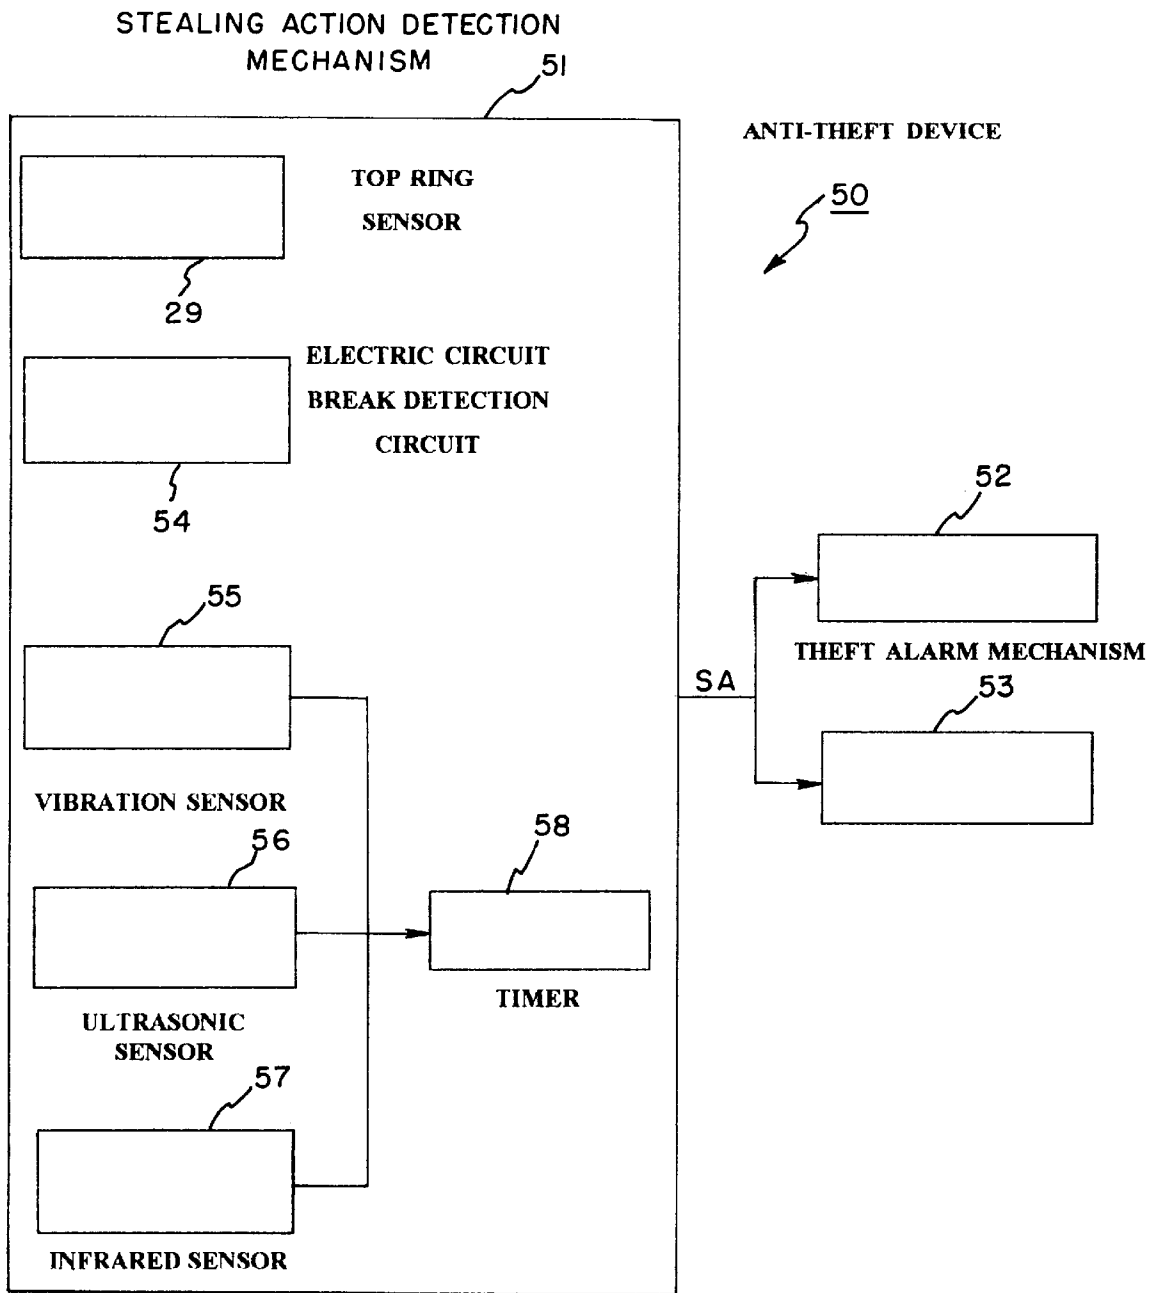 STEALING ACTION DETECTION
MECHANISM
51
ANTI-THEFT DEVICE
50
TOP RING
SENSOR
29
ELECTRIC CIRCUIT
BREAK DETECTION
CIRCUIT
54
52
THEFT ALARM MECHANISM
SA
53
55
VIBRATION SENSOR
56
58
TIMER
ULTRASONIC
SENSOR
57
INFRARED SENSOR